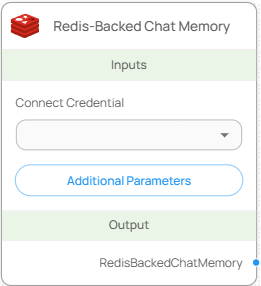 Redis-Backed Chat Memory
Inputs
Connect Credential
Additional Parameters
Output
RedisBackedChatMemory